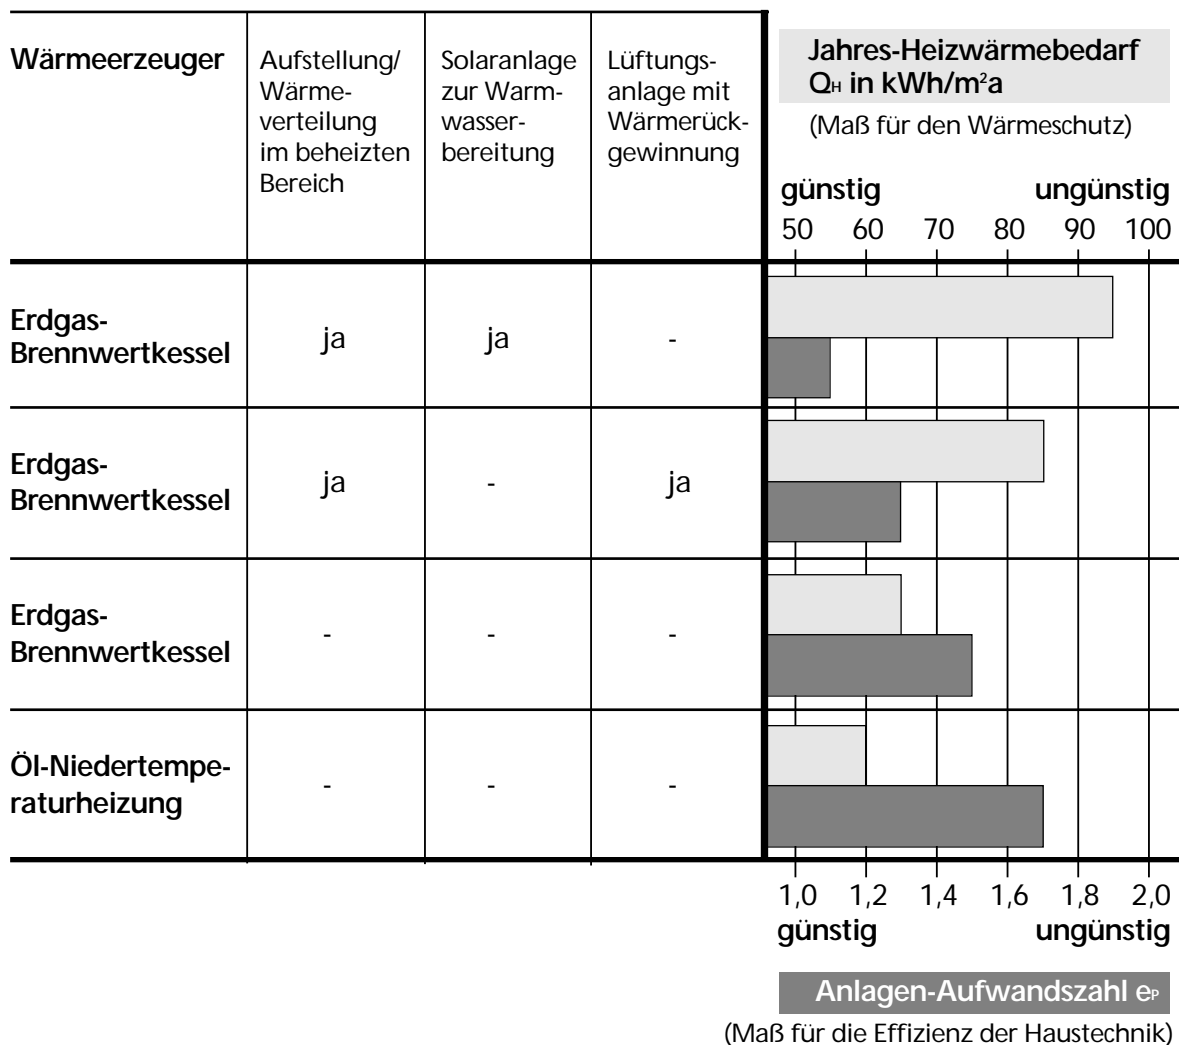 Wärmeerzeuger
Aufstellung/
Wärme-
verteilung
im beheizten
Bereich
Solaranlage
zur Warm-
wasser-
bereitung
Lüftungs-
anlage mit
Wärmerück-
gewinnung
Jahres-Heizwärmebedarf
QH in kWh/m²a
(Maß für den Wärmeschutz)
günstig ungünstig
50 60 70 80 90 100
Erdgas-
Brennwertkessel
ja ja -
Erdgas-
Brennwertkessel
ja - ja
Erdgas-
Brennwertkessel
- - -
Öl-Niedertempe-
raturheizung
- - -
1,0 1,2 1,4 1,6 1,8 2,0
günstig ungünstig
Anlagen-Aufwandszahl eP
(Maß für die Effizienz der Haustechnik)